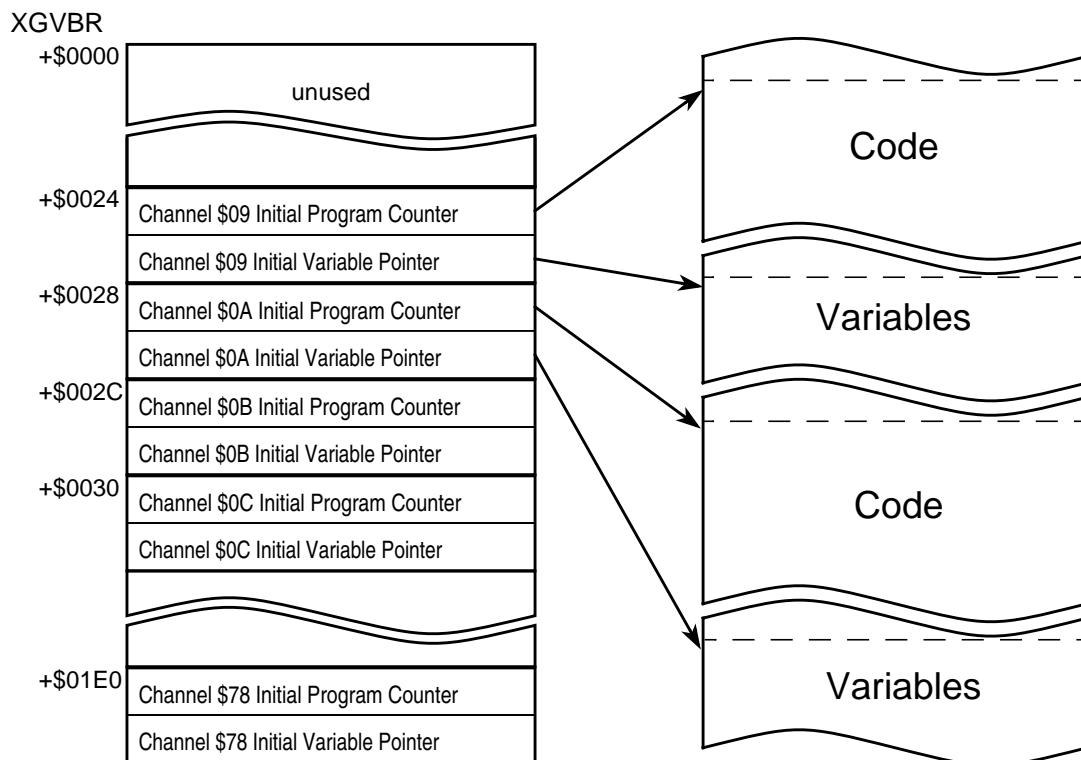 XGVBR
+$0000
unused
+$0024
Channel $09 Initial Program Counter
Channel $09 Initial Variable Pointer
+$0028
Channel $0A Initial Program Counter
Channel $0A Initial Variable Pointer
+$002C
Channel $0B Initial Program Counter
Channel $0B Initial Variable Pointer
+$0030
Channel $0C Initial Program Counter
Channel $0C Initial Variable Pointer
+$01E0
Channel $78 Initial Program Counter
Channel $78 Initial Variable Pointer
Code
Variables
Code
Variables